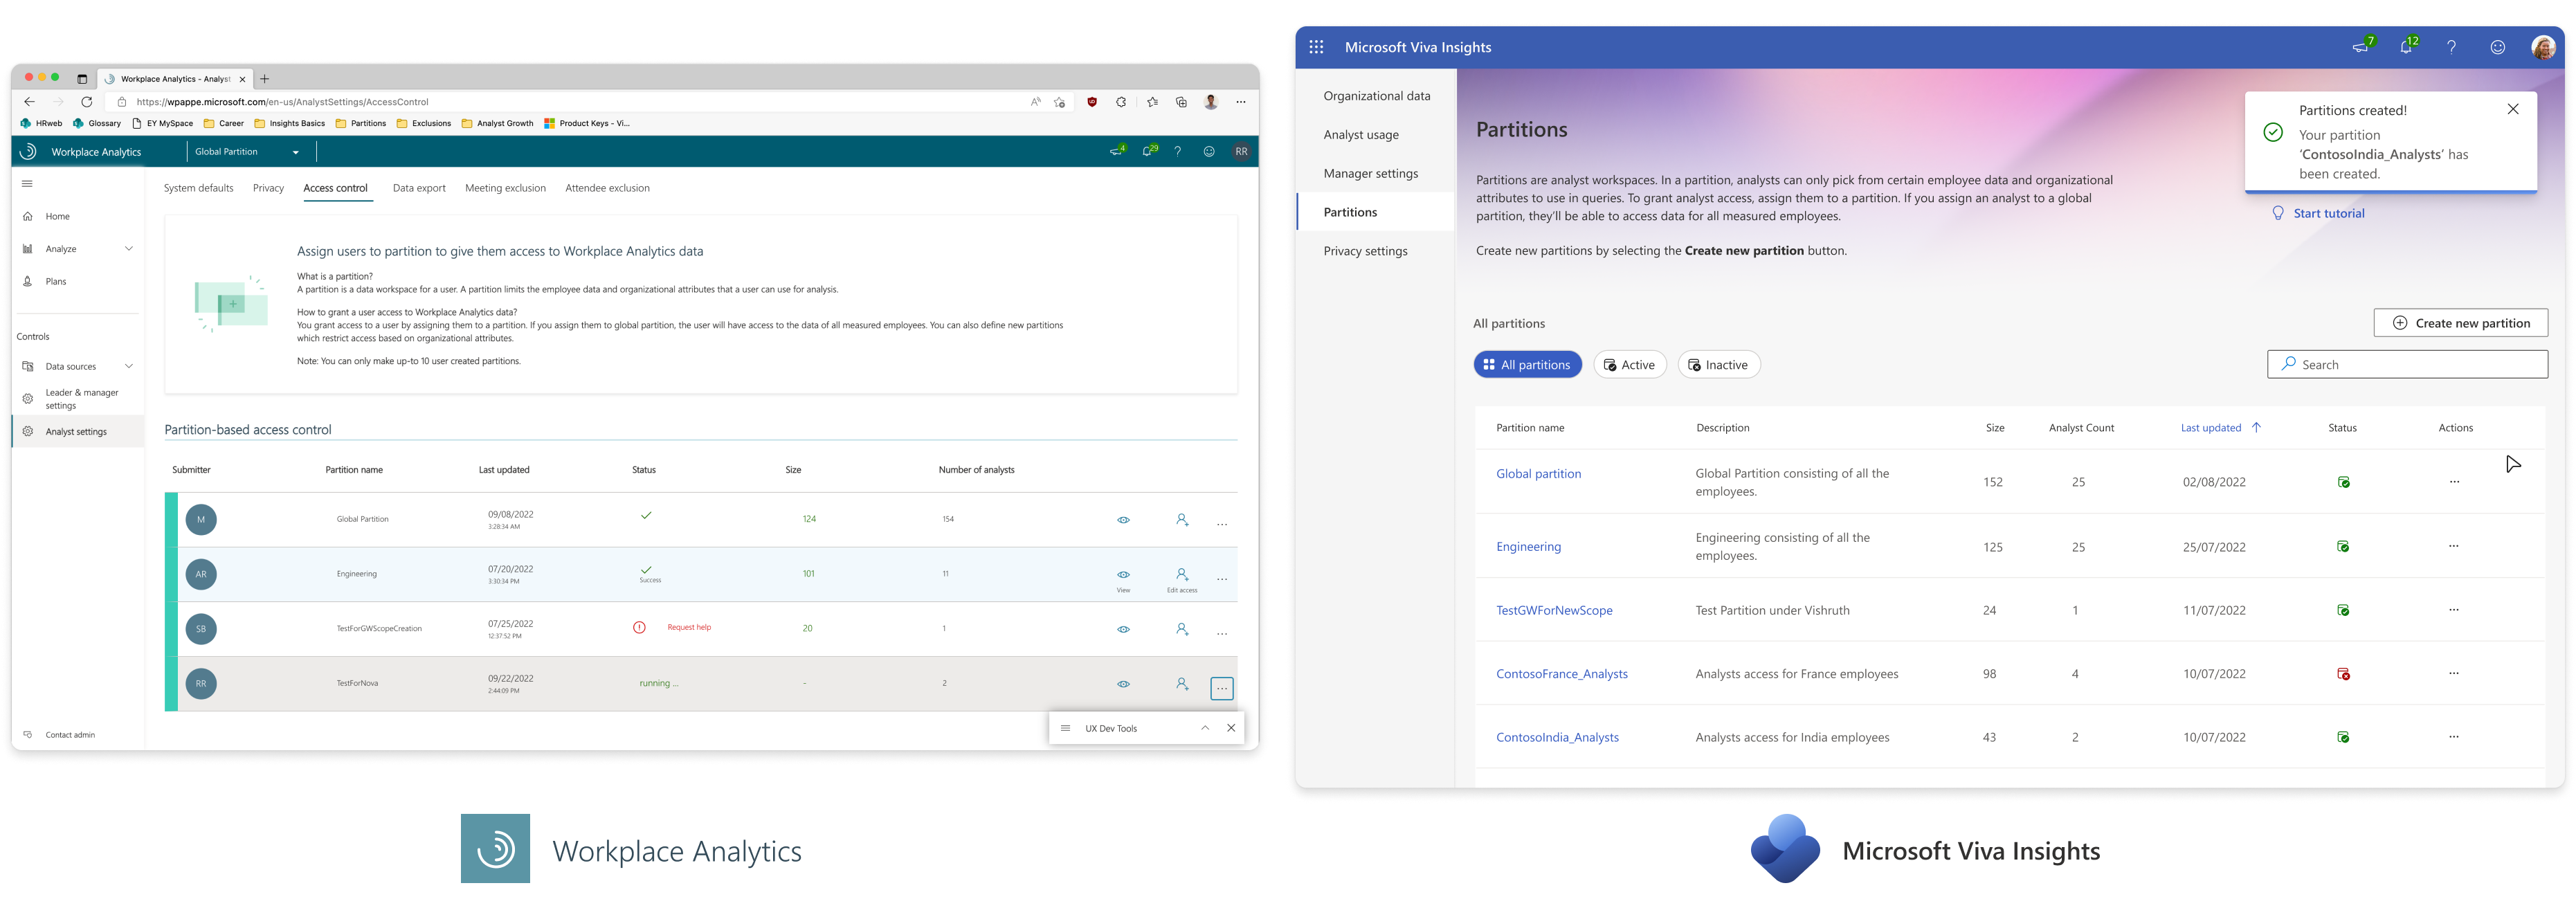 Workplace Analytics - Analyst
https://wpappe.microsoft.com/en-us/AnalystSettings/AccessControl
HRweb Glossary EY MySpace Career Insights Basics Partitions Exclusions Analyst Growth Product Keys - Vi...
Workplace Analytics Global Partition 4 29 ? RR
System defaults Privacy Access control Data export Meeting exclusion Attendee exclusion
Home
Analyze
Plans
Controls
Data sources
Leader & manager
settings
Analyst settings
Contact admin
Assign users to partition to give them access to Workplace Analytics data
What is a partition?
A partition is a data workspace for a user. A partition limits the employee data and organizational attributes that a user can use for analysis.
How to grant a user access to Workplace Analytics data?
You grant access to a user by assigning them to a partition. If you assign them to global partition, the user will have access to the data of all measured employees. You can also define new partitions
which restrict access based on organizational attributes.
Note: You can only make up-to 10 user created partitions.
Partition-based access control
Submitter Partition name Last updated Status Size Number of analysts
M Global Partition 09/08/2022 124 154
3:28:34 AM
AR Engineering 07/20/2022 101 11
3:30:34 PM Success View Edit access
SB TestForGWScopeCreation 07/25/2022 Request help 20 1
12:37:52 PM
RR TestForNova 09/22/2022 running ... - 2
2:44:09 PM
UX Dev Tools
Workplace Analytics
Microsoft Viva Insights 7 12 ?
Organizational data
Analyst usage
Manager settings
Partitions
Privacy settings
Partitions
Partitions are analyst workspaces. In a partition, analysts can only pick from certain employee data and organizational
attributes to use in queries. To grant analyst access, assign them to a partition. If you assign an analyst to a global
partition, they'll be able to access data for all measured employees.
Create new partitions by selecting the Create new partition button.
Partitions created!
Your partition
‘ContosoIndia_Analysts’ has
been created.
Start tutorial
All partitions
Create new partition
All partitions Active Inactive
Search
Partition name Description Size Analyst Count Last updated Status Actions
Global partition Global Partition consisting of all the 152 25 02/08/2022 ...
employees.
Engineering Engineering consisting of all the 125 25 25/07/2022 ...
employees.
TestGWForNewScope Test Partition under Vishruth 24 1 11/07/2022 ...
ContosoFrance_Analysts Analysts access for France employees 98 4 10/07/2022 ...
ContosoIndia_Analysts Analysts access for India employees 43 2 10/07/2022 ...
Microsoft Viva Insights